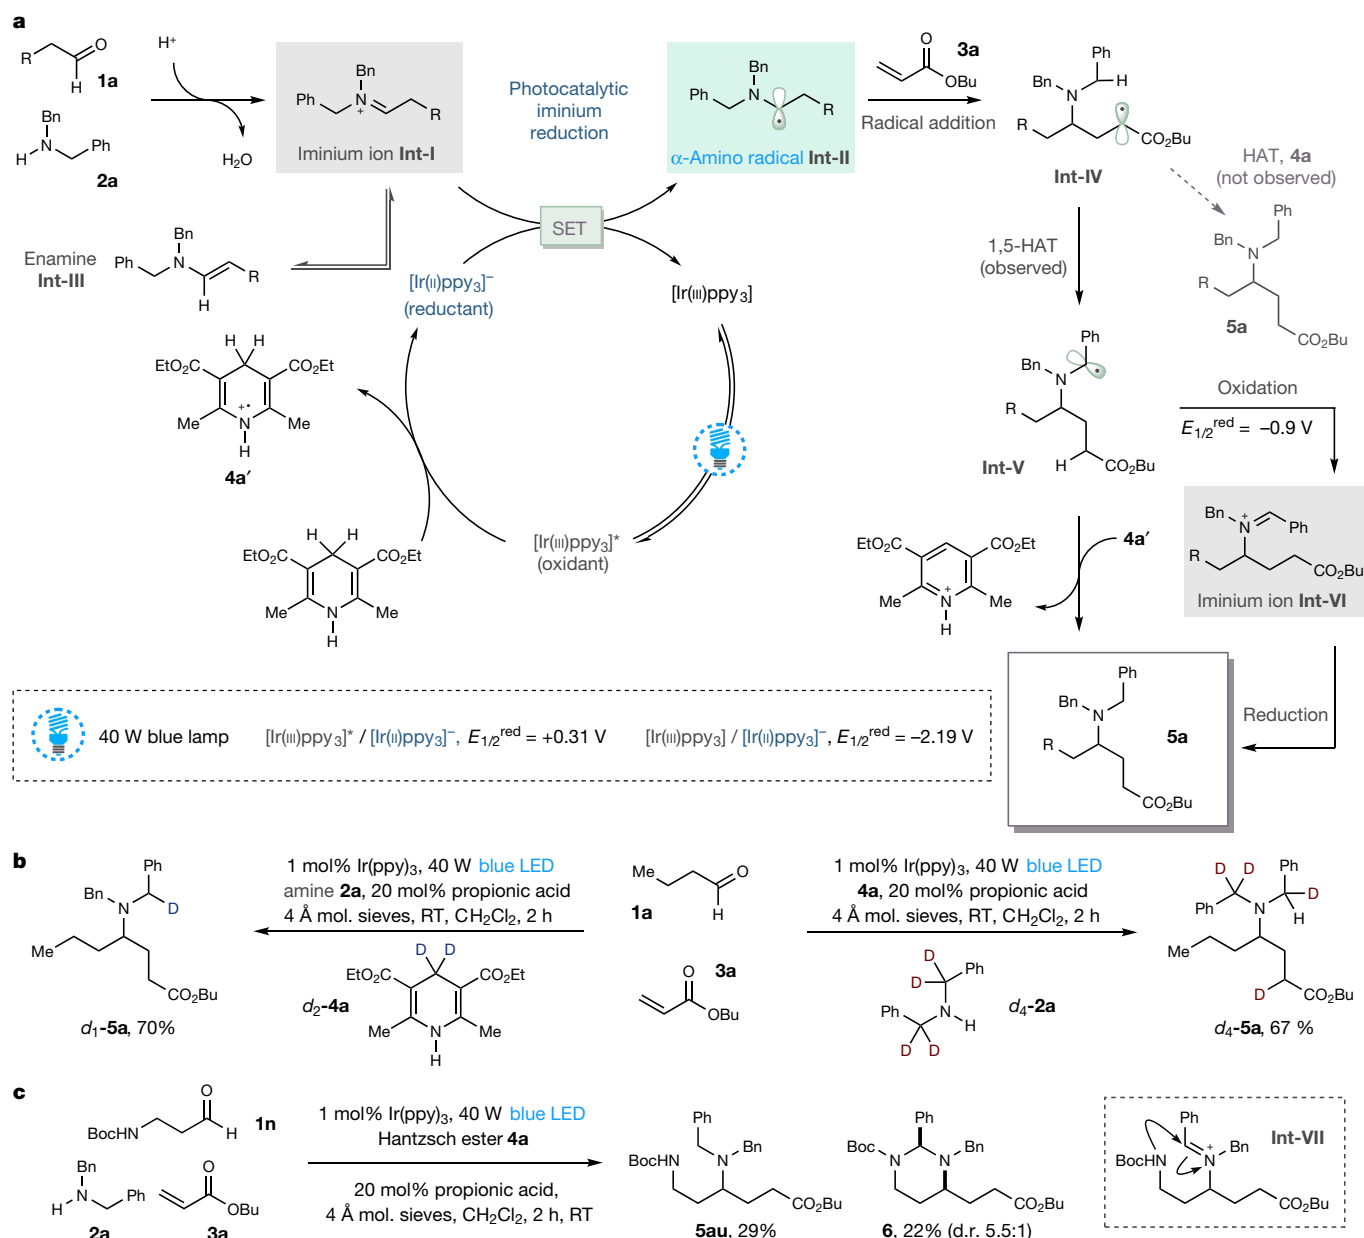 a
R
O
H
1a
Bn
N
H
Ph
2a
H⁺
H₂O
Bn
Ph
N
+
R
Iminium ion Int-I
Photocatalytic
iminium
reduction
Bn
Ph
N
R
α-Amino radical Int-II
O
3a
OBu
Radical addition
Ph
Bn
N
H
R
CO₂Bu
Int-IV
HAT, 4a
(not observed)
Ph
Bn
N
R
5a
CO₂Bu
1,5-HAT
(observed)
SET
Enamine
Int-III
Bn
Ph
N
R
H
[Ir(II)ppy₃]⁻
(reductant)
[Ir(III)ppy₃]
H H
EtO₂C CO₂Et
Me N Me
+•
H
4a′
H H
EtO₂C CO₂Et
Me N Me
H
[Ir(III)ppy₃]*
(oxidant)
Ph
Bn
N
R
Int-V
H
CO₂Bu
Oxidation
E₁/₂ʳᵉᵈ = –0.9 V
Bn
N
+
Ph
R
CO₂Bu
Iminium ion Int-VI
EtO₂C CO₂Et
Me N Me
+
H
4a′
Reduction
Ph
Bn
N
R
5a
CO₂Bu
40 W blue lamp
[Ir(III)ppy₃]* / [Ir(II)ppy₃]⁻, E₁/₂ʳᵉᵈ = +0.31 V
[Ir(III)ppy₃] / [Ir(II)ppy₃]⁻, E₁/₂ʳᵉᵈ = –2.19 V
b
Ph
Bn
N
D
Me
CO₂Bu
d₁-5a, 70%
1 mol% Ir(ppy)₃, 40 W blue LED
amine 2a, 20 mol% propionic acid
4 Å mol. sieves, RT, CH₂Cl₂, 2 h
D D
EtO₂C CO₂Et
Me N Me
H
d₂-4a
Me
O
H
1a
3a
O
OBu
1 mol% Ir(ppy)₃, 40 W blue LED
4a, 20 mol% propionic acid
4 Å mol. sieves, RT, CH₂Cl₂, 2 h
D
D
Ph
N
H
Ph
D D
d₄-2a
D D
Ph
Ph
N
D
H
Me
D
CO₂Bu
d₄-5a, 67 %
c
O
BocHN
H
1n
Bn
N
H
Ph
2a
O
OBu
3a
1 mol% Ir(ppy)₃, 40 W blue LED
Hantzsch ester 4a
20 mol% propionic acid,
4 Å mol. sieves, CH₂Cl₂, 2 h, RT
Ph
BocHN
N
Bn
CO₂Bu
5au, 29%
Ph
Boc
N
N
Bn
CO₂Bu
6, 22% (d.r. 5.5:1)
Int-VII
Ph
+
BocHN
N
Bn
CO₂Bu